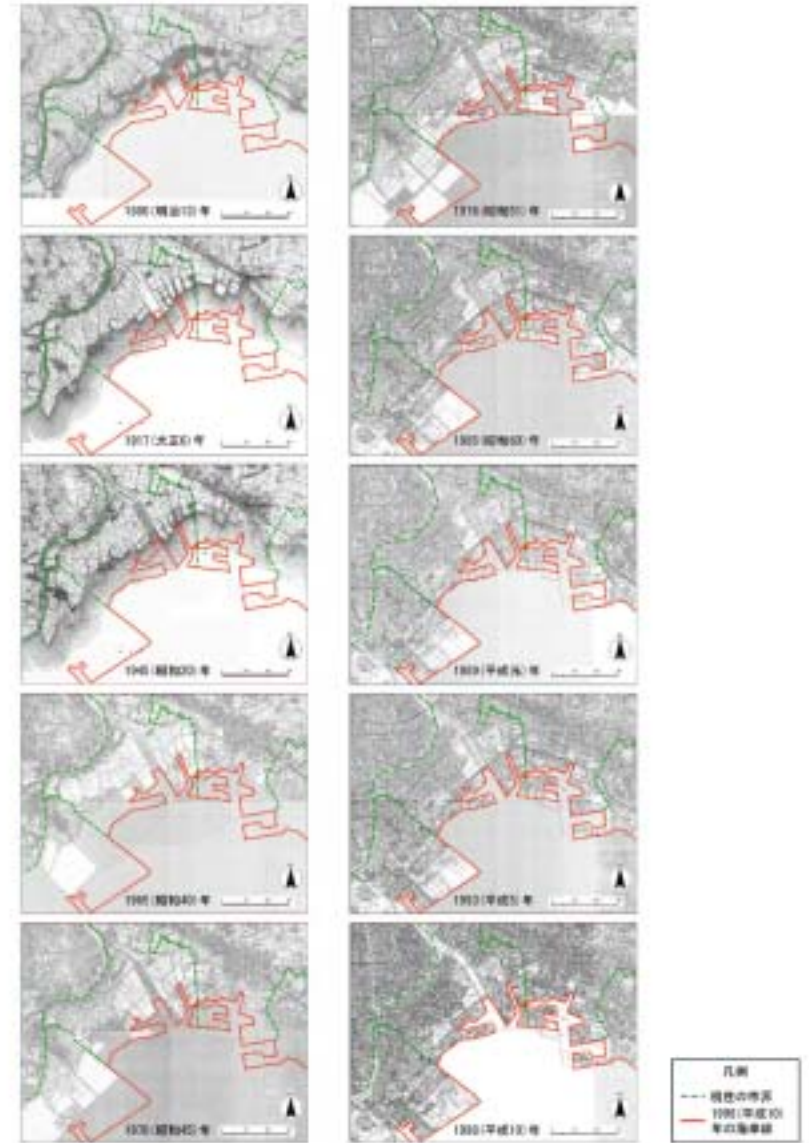 1880(明治13)年
1917(大正6)年
1945(昭和20)年
1965(昭和40)年
1970(昭和45)年
1976(昭和51)年
1985(昭和60)年
1989(平成元)年
1993(平成5)年
1998(平成10)年
凡例
現在の市界
1998(平成10)
年の海岸線